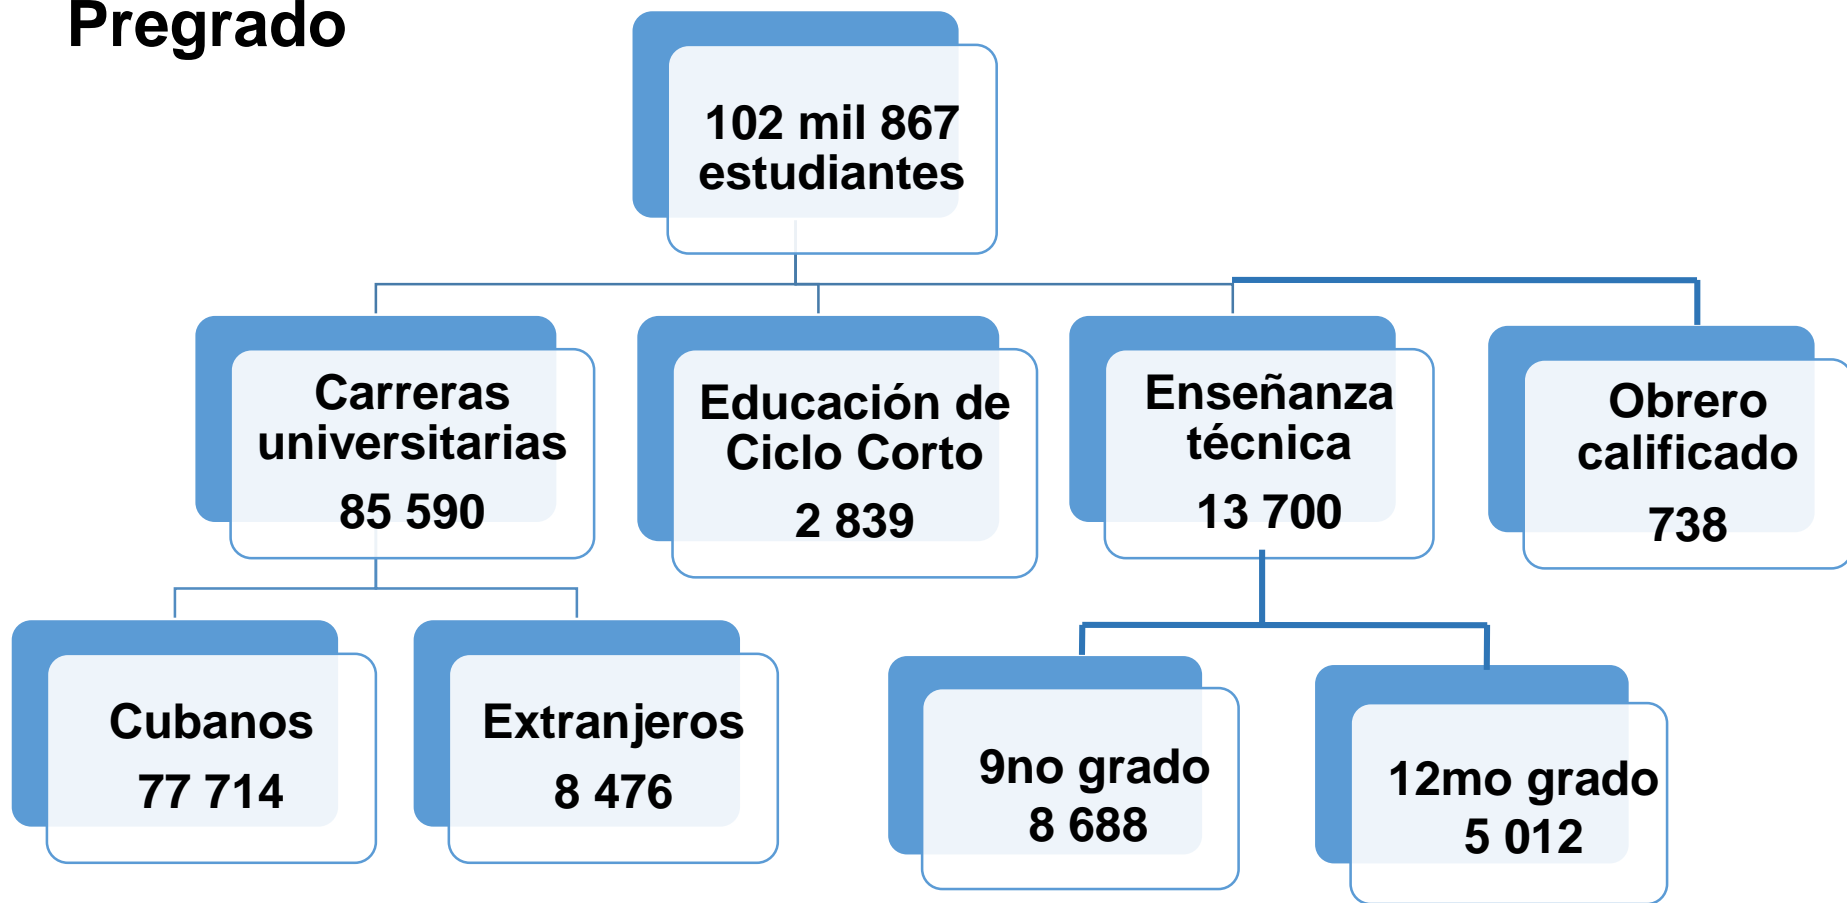 Pregrado
102 mil 867
estudiantes
Carreras
universitarias
85 590
Educación de
Ciclo Corto
2 839
Enseñanza
técnica
13 700
Obrero
calificado
738
Cubanos
77 714
Extranjeros
8 476
9no grado
8 688
12mo grado
5 012